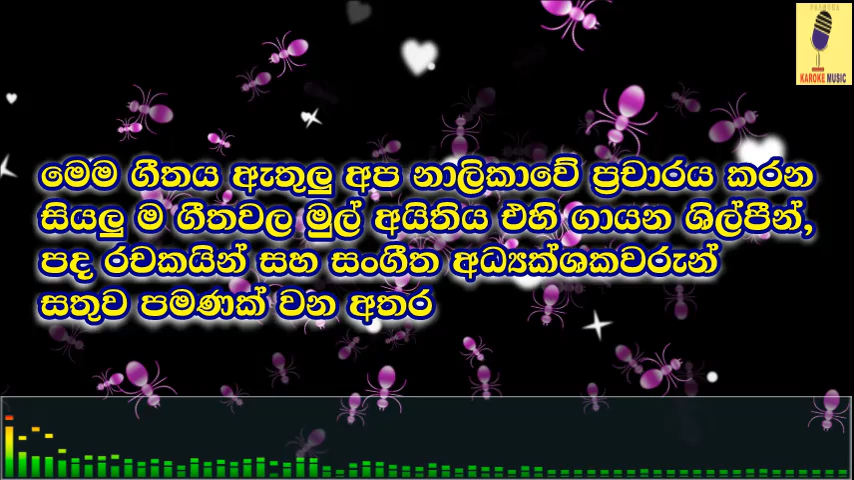 KAROKE MUSIC
මෙම ගීතය ඇතුලු අප නාලිකාවේ ප්‍රචාරය කරන
සියලු ම ගීතවල මුල් අයිතිය එහි ගායන ශිල්පීන්,
පද රචකයින් සහ සංගීත අධ්‍යක්ශකවරුන්
සතුව පමණක් වන අතර